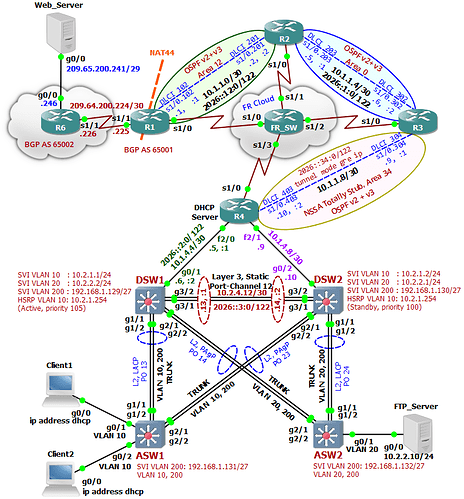 Web_Server
g0/0
209.65.200.241/29
g0/0
.246
R6
s1/1
.226
BGP AS 65002
209.64.200.224/30
NAT44
s1/1
.225
R1
s1/0
BGP AS 65001
OSPF v2+v3
Area 12
DLCI 201
s1/0.201
.2, :2
10.1.1.0/30
2026::1:0/122
.1, :1
R2
s1/0
DLCI 203
OSPF v2+v3
Area 0
10.1.1.4/30
2026:1:0/122
s1/1
FR Cloud
FR_SW
s1/0
s1/2
s1/3
s1/0
R3
DLCI 304
s1/0.304
.9, :1
2026::34:0/122
tunnel mode gre ip
10.1.1.8/30
DLCI 403
s1/0.403
.10, :2
NSSA Totally Stub, Area 34
OSPF v2 + v3
s1/0
DHCP
Server
R4
f2/0
.5, :1
f2/1
.9
2026::2:0/122
10.1.4.4/30
10.1.4.8/30
g0/1
.6, :2
g0/2
.10
SVI VLAN 10 : 10.2.1.1/24
SVI VLAN 20 : 10.2.2.2/24
SVI VLAN 200 : 192.168.1.129/27
HSRP VLAN 10: 10.2.1.254
(Active, priority 105)
DSW1
Layer 3, Static
Port-Channel 12
10.2.4.12/30
2026::3:0/122
g3/2
g3/1
.13, :1
.14, :2
g3/2
g3/1
DSW2
SVI VLAN 10 : 10.2.1.2/24
SVI VLAN 20 : 10.2.2.1/24
SVI VLAN 200 : 192.168.1.130/27
HSRP VLAN 10: 10.2.1.254
(Standby, priority 100)
g1/1
g1/2
g2/1
g2/2
g2/1
g2/2
g1/1
g1/2
L2, LACP
PO 13
TRUNK
VLAN 10, 200
L2, PAgP
PO 14
L2, PAgP
PO 23
TRUNK
VLAN 10, 200
TRUNK
VLAN 20, 200
VLAN 20, 200
TRUNK
L2, LACP
PO 24
Client1
g0/0
ip address dhcp
g0/1
VLAN 10
g1/1
g1/2
g2/1
g2/2
ASW1
g0/2
VLAN 10
SVI VLAN 200: 192.168.1.131/27
Client2
g0/0
ip address dhcp
g2/1
g2/2
g1/1
g1/2
ASW2
g0/1
VLAN 20
g0/0
FTP_Server
10.2.2.10/24
SVI VLAN 200: 192.168.1.132/27
VLAN 20